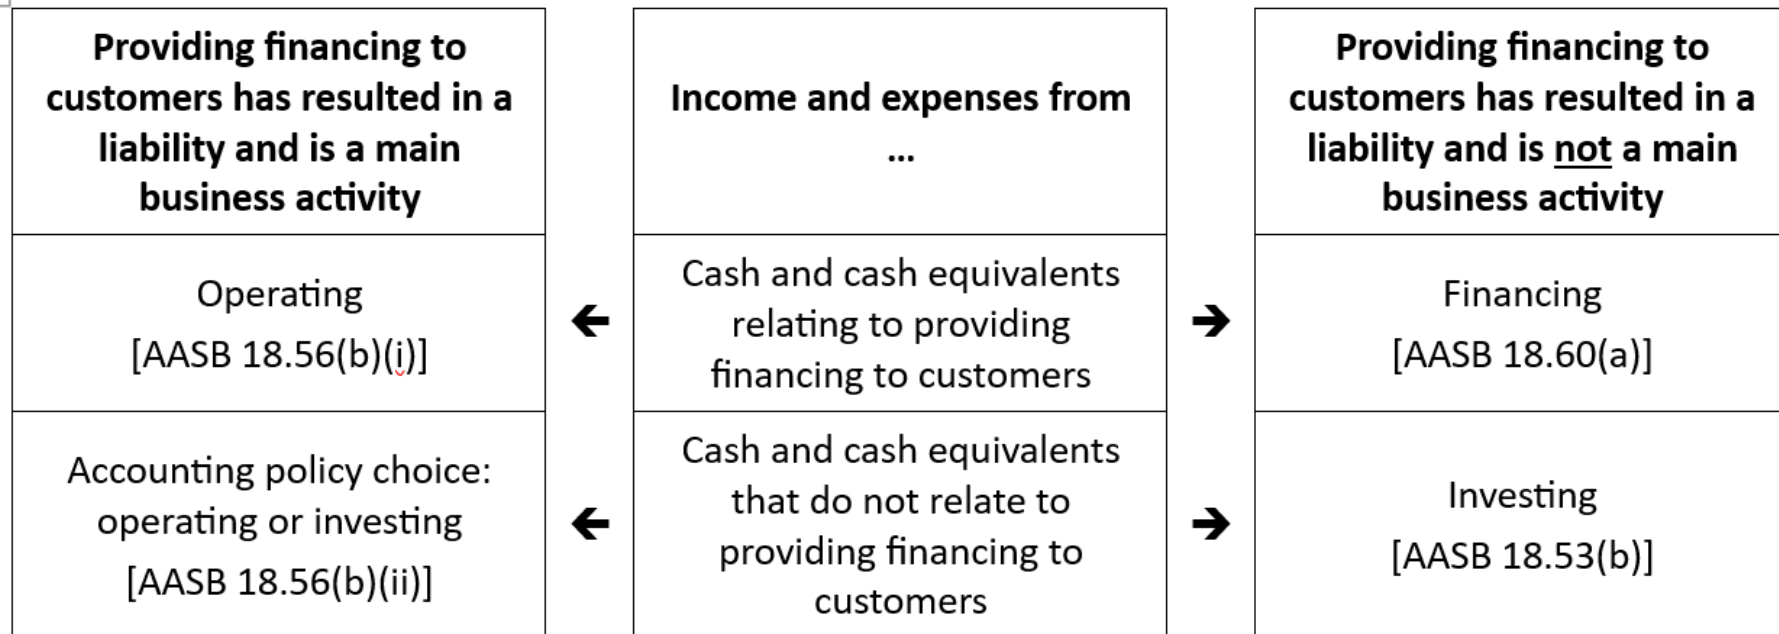 Providing financing to
customers has resulted in a
liability and is a main
business activity
Income and expenses from
...
Providing financing to
customers has resulted in a
liability and is not a main
business activity
Operating
[AASB 18.56(b)(i)]
Cash and cash equivalents
relating to providing
financing to customers
Financing
[AASB 18.60(a)]
Accounting policy choice:
operating or investing
[AASB 18.56(b)(ii)]
Cash and cash equivalents
that do not relate to
providing financing to
customers
Investing
[AASB 18.53(b)]